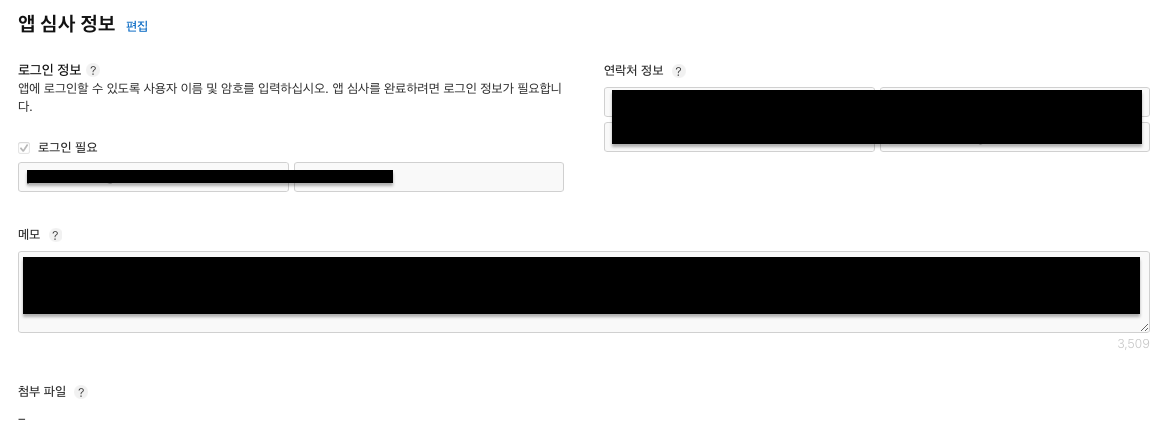 앱 심사 정보 편집
로그인 정보 ?
앱에 로그인할 수 있도록 사용자 이름 및 암호를 입력하십시오. 앱 심사를 완료하려면 로그인 정보가 필요합니
다.
로그인 필요
연락처 정보 ?
메모 ?
3,509
첨부 파일 ?
–